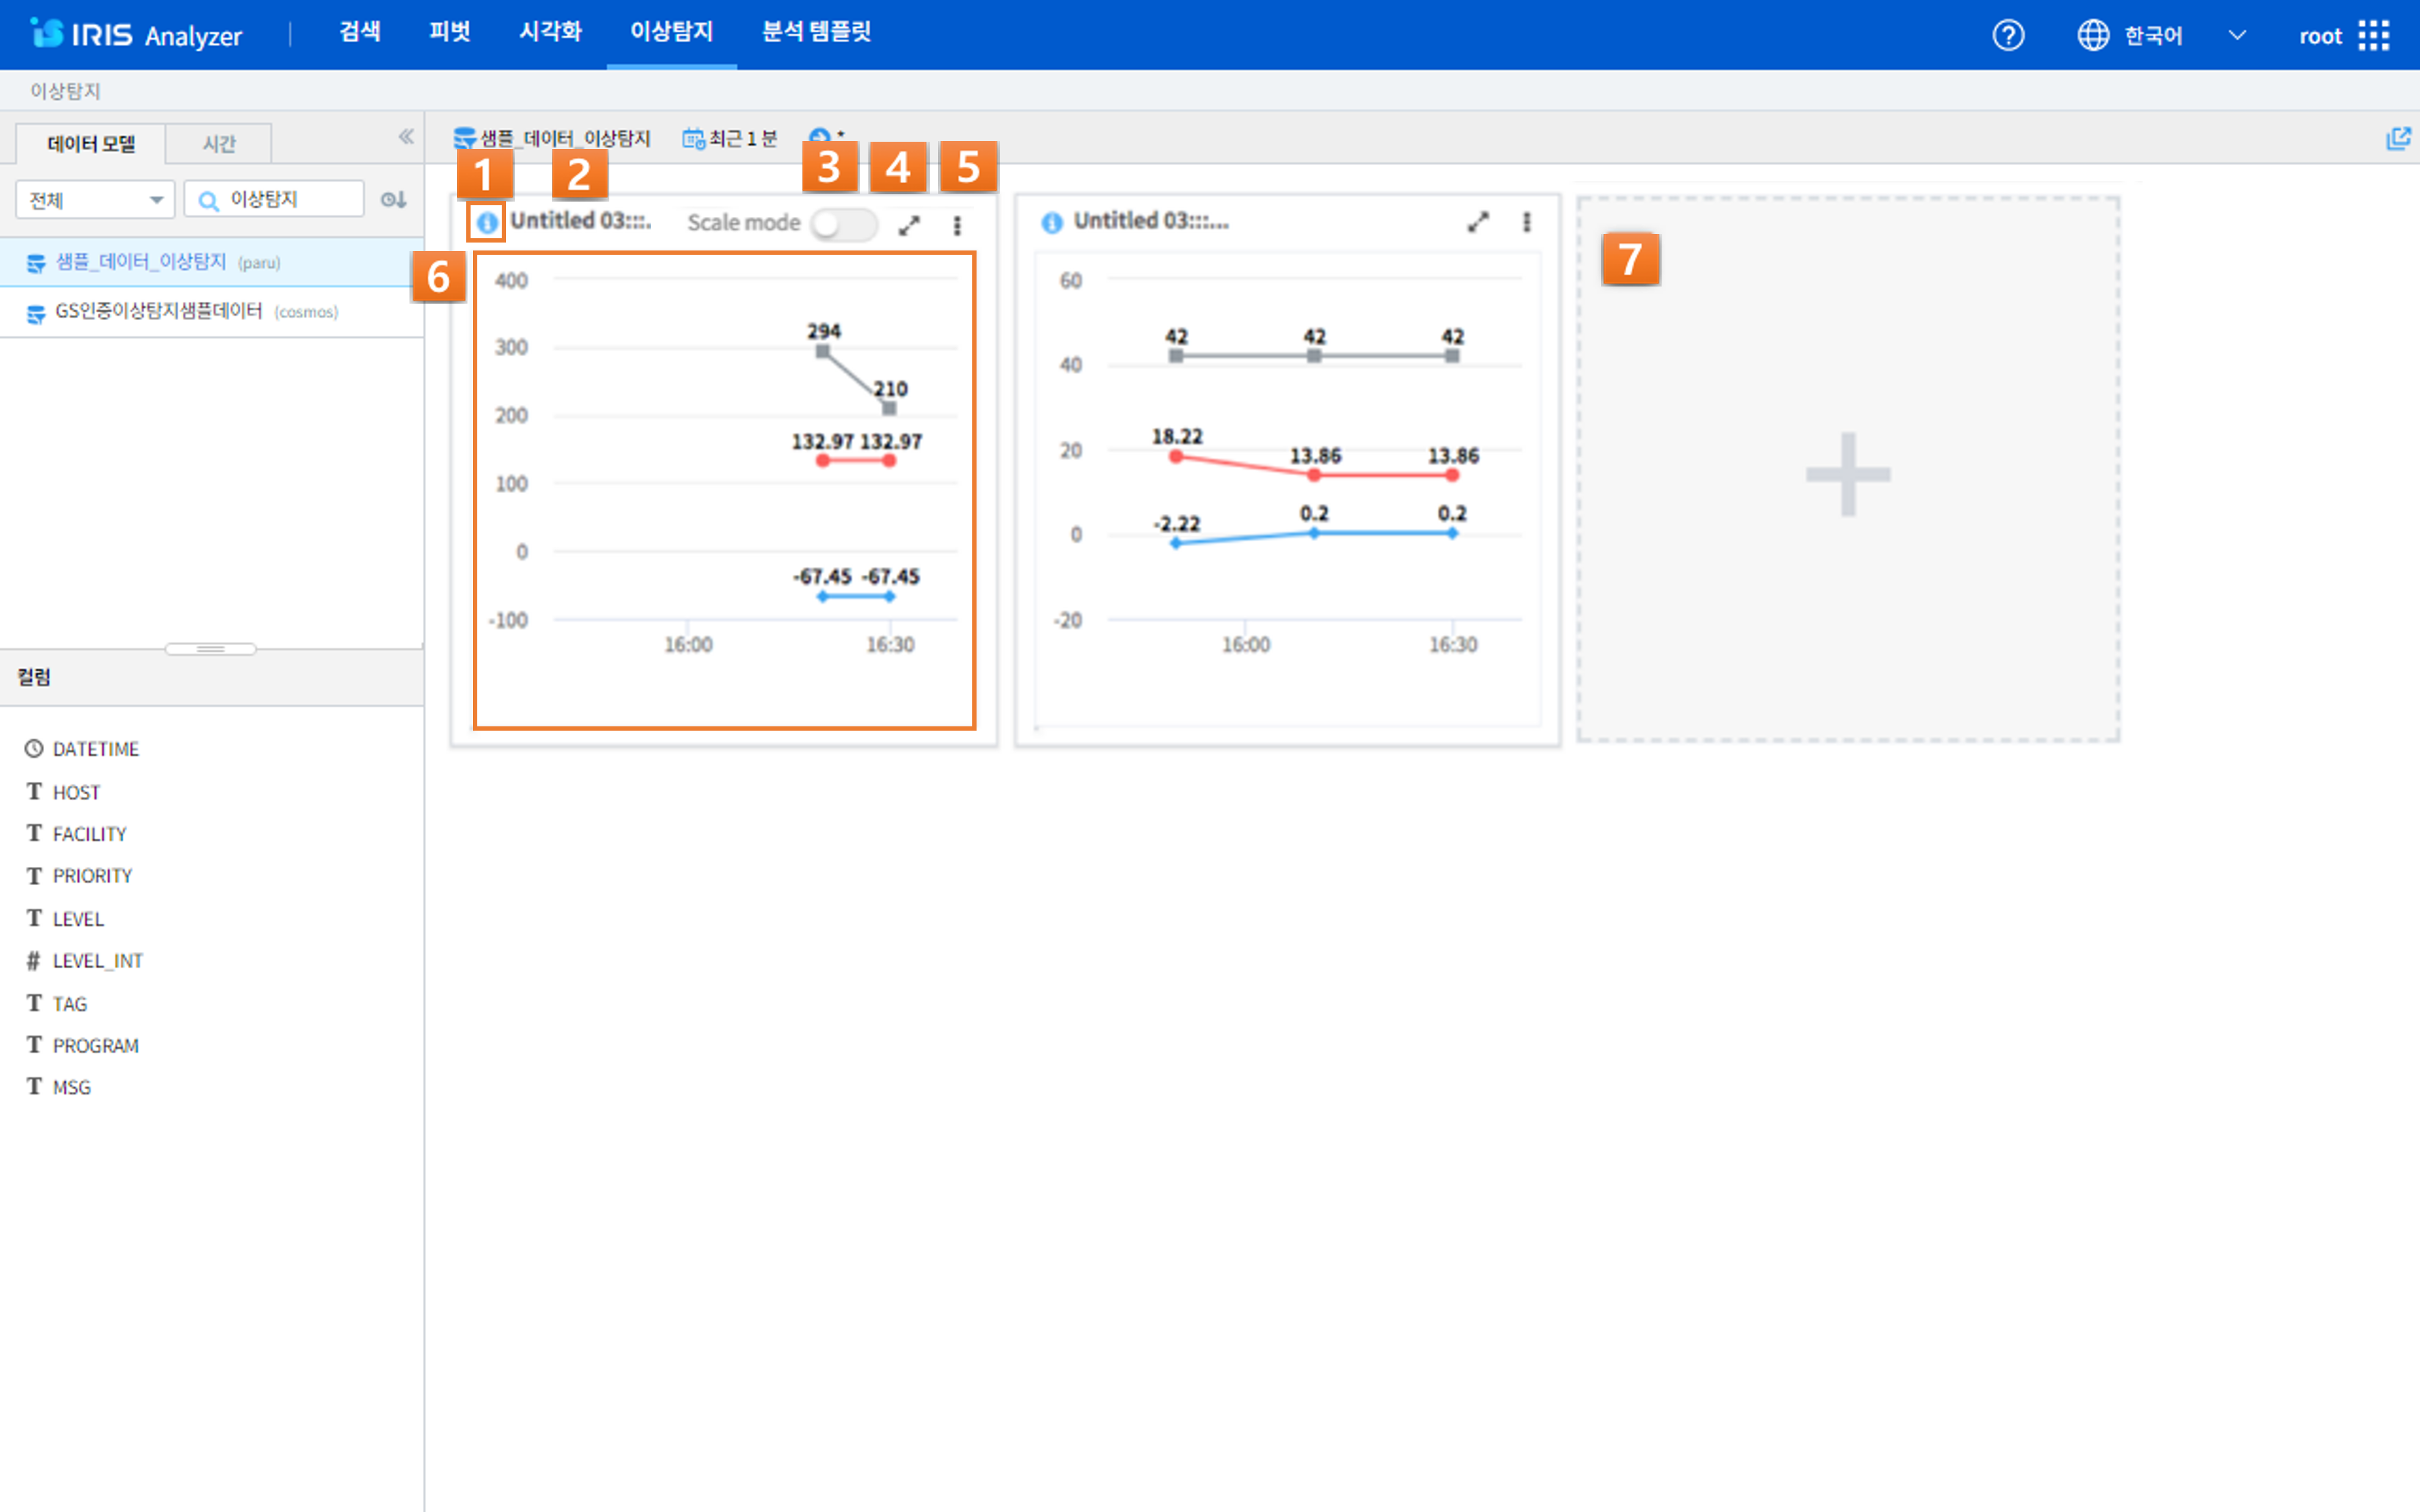 IRIS Analyzer 검색 피벗 시각화 이상탐지 분석 템플릿 한국어 root
이상탐지
데이터 모델 시간
전체 이상탐지
샘플_데이터_이상탐지 (paru)
GS인증이상탐지샘플데이터 (cosmos)
컬럼
DATETIME
T HOST
T FACILITY
T PRIORITY
T LEVEL
# LEVEL_INT
T TAG
T PROGRAM
T MSG
샘플_데이터_이상탐지 최근 1 분 *
1 2 3 4 5
Untitled 03:::. Scale mode
6
400
300
200
100
0
-100
294
210
132.97 132.97
-67.45 -67.45
16:00 16:30
Untitled 03:::...
60
40
20
0
-20
42 42 42
18.22 13.86 13.86
-2.22 0.2 0.2
16:00 16:30
7